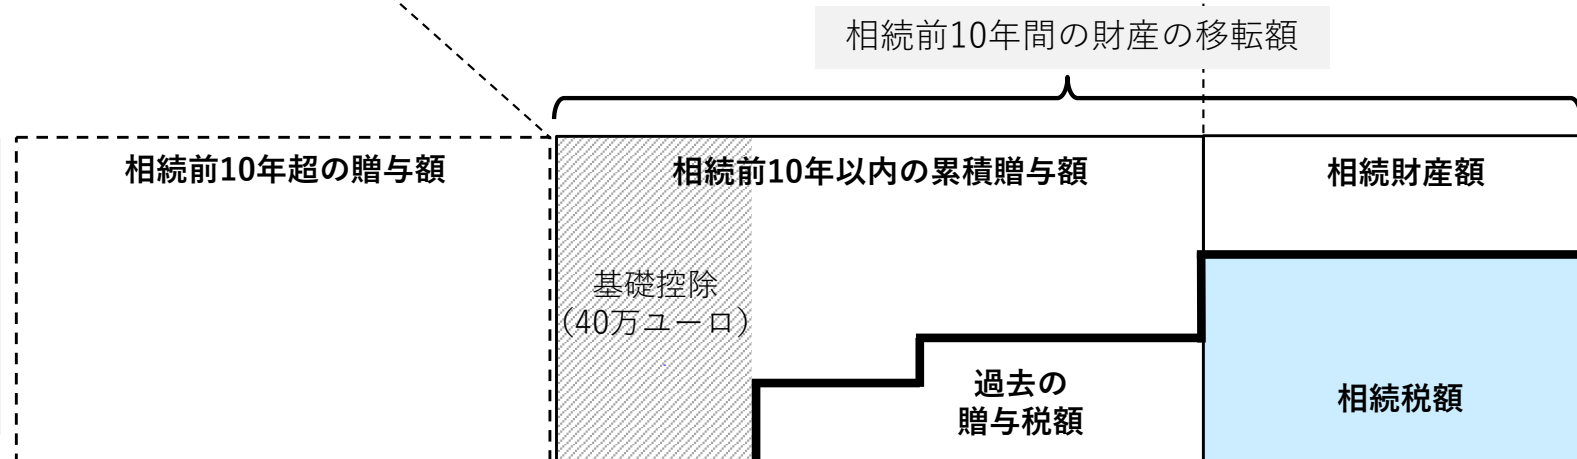 相続前10年間の財産の移転額
相続前10年超の贈与額
相続前10年以内の累積贈与額
相続財産額
基礎控除
（40万ユーロ）
過去の
贈与税額
相続税額